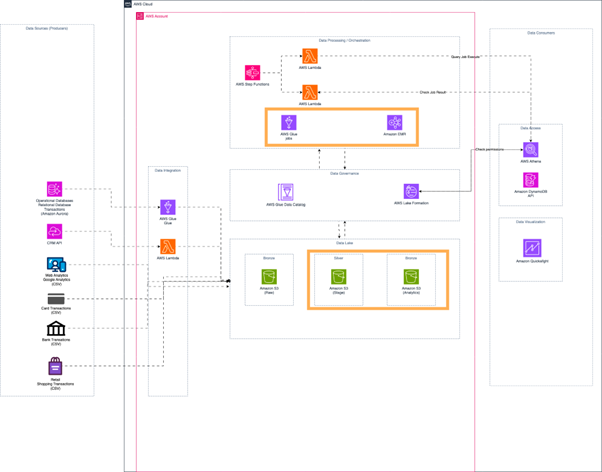 AWS Cloud
AWS Account
Data Sources (Producers)
Data Processing / Orchestration
Data Consumers
AWS Lambda
Query Job Execute
AWS Step Functions
AWS Lambda
Check Job Result
AWS Glue
jobs
Amazon EMR
Data Access
AWS Athena
Check permissions
Data Integration
Data Governance
Amazon DynamoDB
API
Operational Databases
Relational Database
Transactions
(Amazon Aurora)
AWS Glue
Glue
AWS Glue Data Catalog
AWS Lake Formation
CRM API
AWS Lambda
Data Visualization
Amazon Quicksight
Data Lake
Web Analytics
Google Analytics
(CSV)
Bronze
Silver
Bronze
Amazon S3
(Raw)
Amazon S3
(Stage)
Amazon S3
(Analytics)
Card Transactions
(CSV)
Bank Transactions
(CSV)
Retail
Shopping Transactions
(CSV)